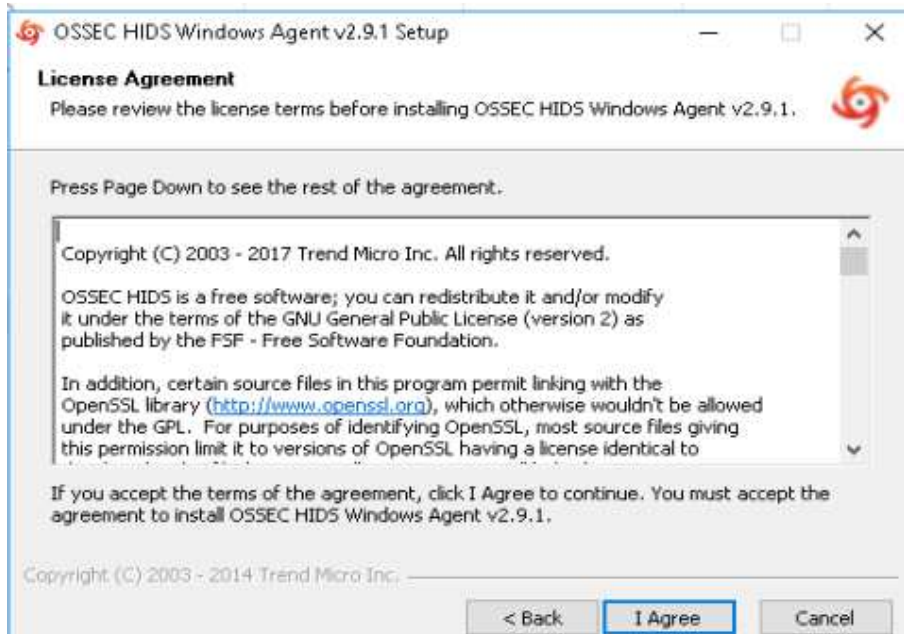 OSSEC HIDS Windows Agent v2.9.1 Setup
License Agreement
Please review the license terms before installing OSSEC HIDS Windows Agent v2.9.1.
Press Page Down to see the rest of the agreement.
Copyright (C) 2003 - 2017 Trend Micro Inc. All rights reserved.
OSSEC HIDS is a free software; you can redistribute it and/or modify
it under the terms of the GNU General Public License (version 2) as
published by the FSF - Free Software Foundation.
In addition, certain source files in this program permit linking with the
OpenSSL library (http://www.openssl.org), which otherwise wouldn't be allowed
under the GPL. For purposes of identifying OpenSSL, most source files giving
this permission limit it to versions of OpenSSL having a license identical to
If you accept the terms of the agreement, click I Agree to continue. You must accept the
agreement to install OSSEC HIDS Windows Agent v2.9.1.
Copyright (C) 2003 - 2014 Trend Micro Inc.
< Back
I Agree
Cancel